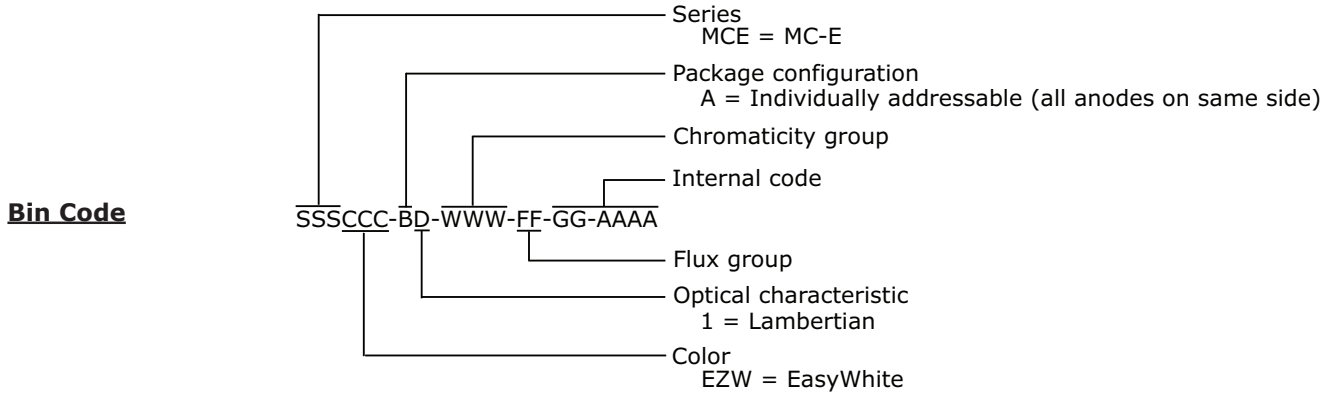 Series
MCE = MC-E
Package configuration
A = Individually addressable (all anodes on same side)
Chromaticity group
Internal code
Bin Code
SSSCCC-BD-WWW-FF-GG-AAAA
Flux group
Optical characteristic
1 = Lambertian
Color
EZW = EasyWhite